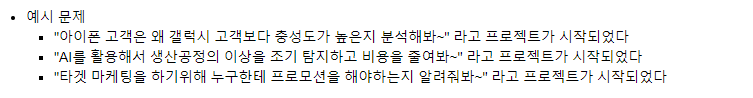 예시 문제
"아이폰 고객은 왜 갤럭시 고객보다 충성도가 높은지 분석해봐~" 라고 프로젝트가 시작되었다
"AI를 활용해서 생산공정의 이상을 조기 탐지하고 비용을 줄여봐~" 라고 프로젝트가 시작되었다
"타겟 마케팅을 하기위해 누구한테 프로모션을 해야하는지 알려줘봐~" 라고 프로젝트가 시작되었다